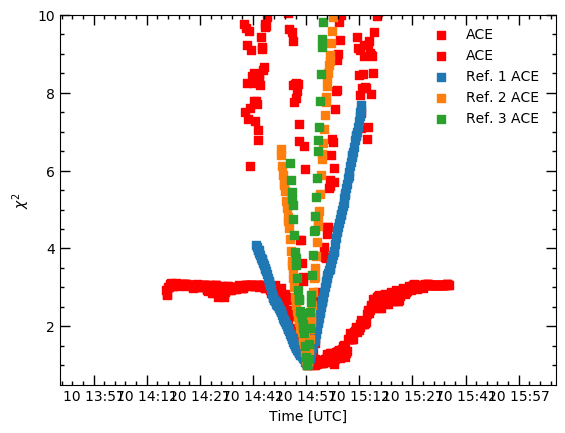 10
ACE
ACE
8
Ref. 1 ACE
Ref. 2 ACE
Ref. 3 ACE
6
χ²
4
2
10 13:57 10 14:12 10 14:27 10 14:42 10 14:57 10 15:12 10 15:27 10 15:42 10 15:57
Time [UTC]